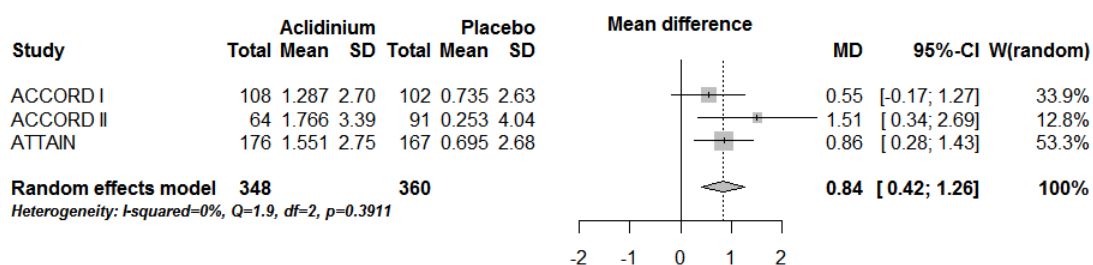 Aclidinium Placebo Mean difference
Study Total Mean SD Total Mean SD MD 95%-CI W(random)
ACCORD I 108 1.287 2.70 102 0.735 2.63 0.55 [-0.17; 1.27] 33.9%
ACCORD II 64 1.766 3.39 91 0.253 4.04 1.51 [ 0.34; 2.69] 12.8%
ATTAIN 176 1.551 2.75 167 0.695 2.68 0.86 [ 0.28; 1.43] 53.3%
Random effects model 348 360 0.84 [ 0.42; 1.26] 100%
Heterogeneity: I-squared=0%, Q=1.9, df=2, p=0.3911
-2 -1 0 1 2